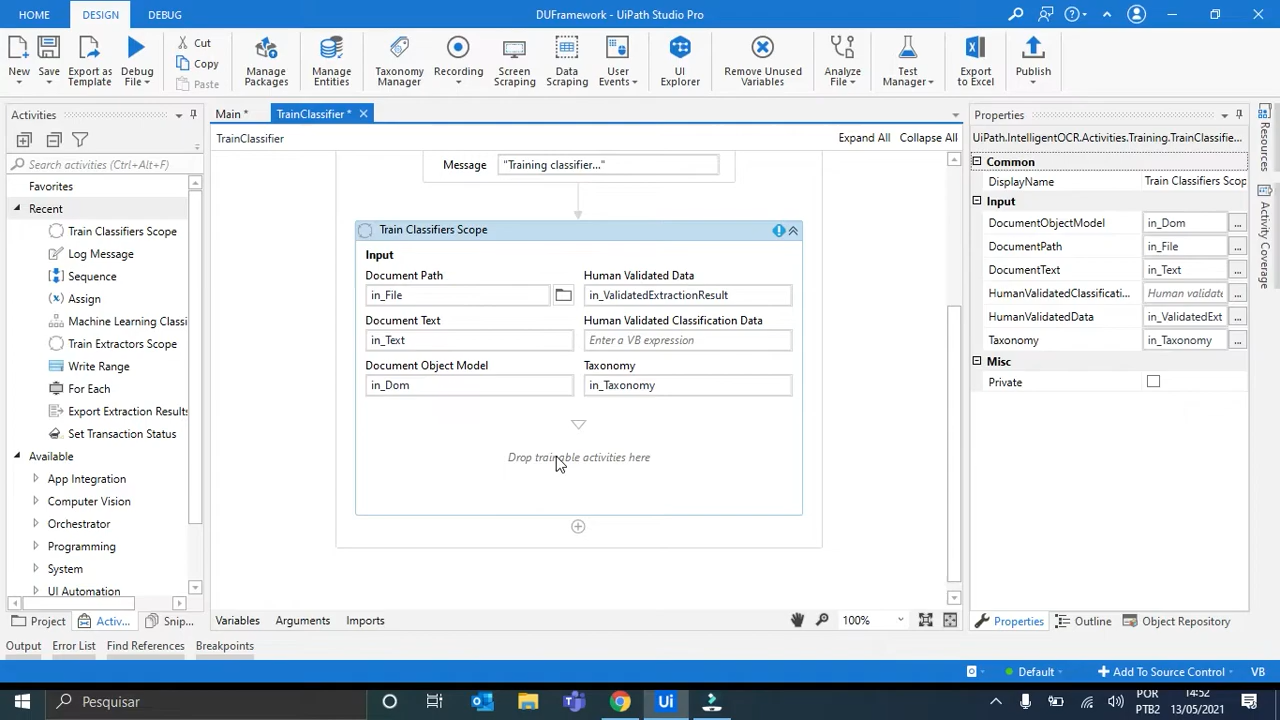 HOME
DESIGN
DEBUG
DUFramework - UiPath Studio Pro
New
Save
Export as Template
Debug File
Cut
Copy
Paste
Manage Packages
Manage Entities
Taxonomy Manager
Recording
Screen Scraping
Data Scraping
User Events
UI Explorer
Remove Unused Variables
Analyze File
Test Manager
Export to Excel
Publish
Activities
Search activities (Ctrl+Alt+F)
Favorites
Recent
Train Classifiers Scope
Log Message
Sequence
Assign
Machine Learning Classi
Train Extractors Scope
Write Range
For Each
Export Extraction Results
Set Transaction Status
Available
App Integration
Computer Vision
Orchestrator
Programming
System
UI Automation
Project
Activ...
Snip...
Main *
TrainClassifier *
TrainClassifier
Expand All
Collapse All
Message
"Training classifier..."
Train Classifiers Scope
Input
Document Path
Human Validated Data
in_File
in_ValidatedExtractionResult
Document Text
Human Validated Classification Data
in_Text
Enter a VB expression
Document Object Model
Taxonomy
in_Dom
in_Taxonomy
Drop trainable activities here
Variables
Arguments
Imports
100%
Properties
UiPath.IntelligentOCR.Activities.Training.TrainClassifie...
Common
DisplayName
Train Classifiers Scop
Input
DocumentObjectModel
in_Dom
...
DocumentPath
in_File
...
DocumentText
in_Text
...
HumanValidatedClassificati...
Human validate
...
HumanValidatedData
in_ValidatedExt
...
Taxonomy
in_Taxonomy
...
Misc
Private
Properties
Outline
Object Repository
Resources
Activity Coverage
Output
Error List
Find References
Breakpoints
Default
Add To Source Control
VB
Pesquisar
Ui
POR
PTB2
14:52
13/05/2021